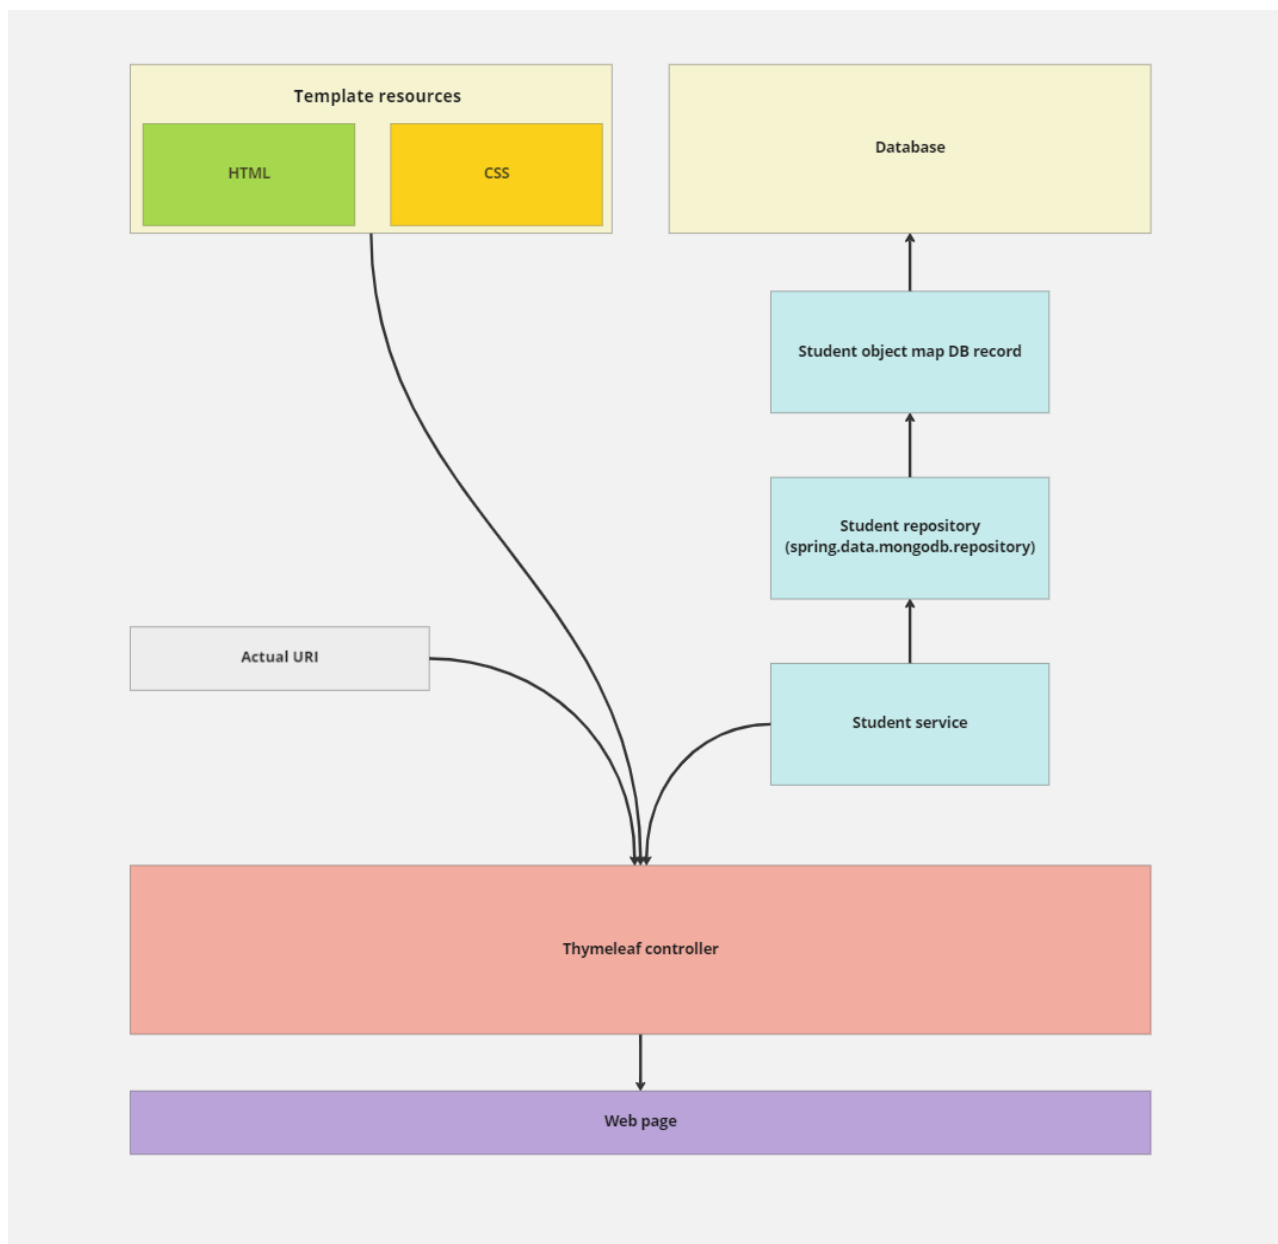 Template resources
HTML
CSS
Database
Student object map DB record
Student repository
(spring.data.mongodb.repository)
Actual URI
Student service
Thymeleaf controller
Web page